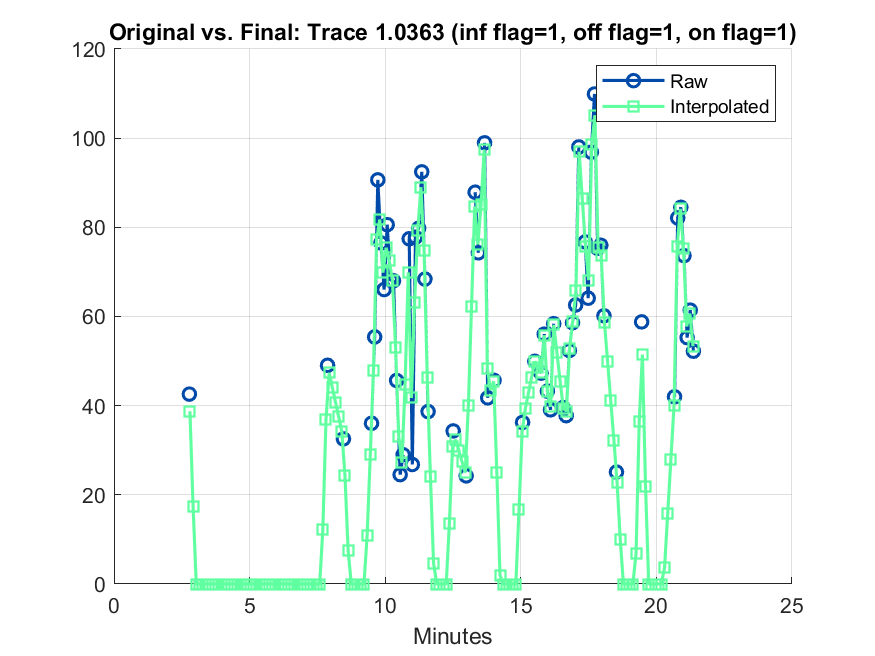 Original vs. Final: Trace 1.0363 (inf flag=1, off flag=1, on flag=1)
120
100
80
60
40
20
0
Raw
Interpolated
0 5 10 15 20 25
Minutes